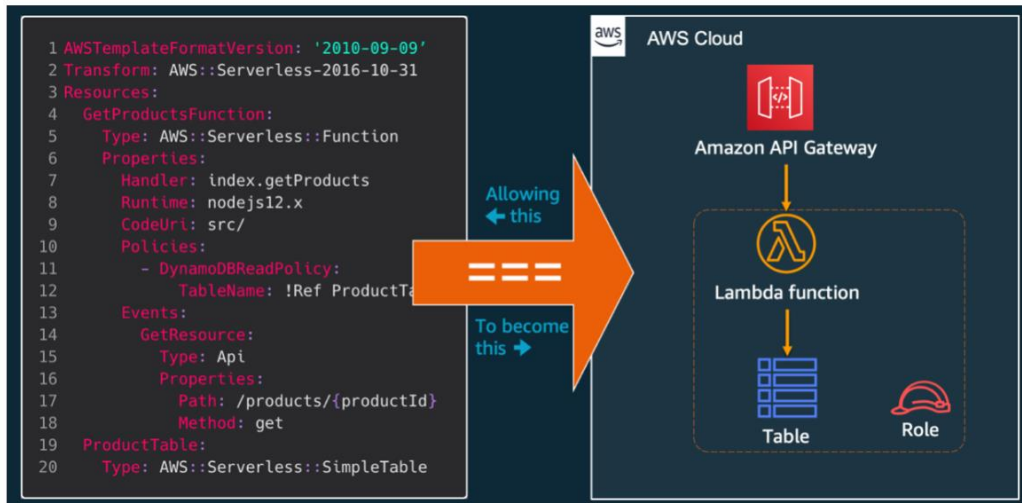 1 AWSTemplateFormatVersion: '2010-09-09’
2 Transform: AWS::Serverless-2016-10-31
3 Resources:
4   GetProductsFunction:
5     Type: AWS::Serverless::Function
6     Properties:
7       Handler: index.getProducts
8       Runtime: nodejs12.x
9       CodeUri: src/
10       Policies:
11         - DynamoDBReadPolicy:
12             TableName: !Ref
13       Events:
14         GetResource:
15           Type: Api
16           Properties:
17             Path: /products/{productId}
18             Method: get
19   ProductTable:
20     Type: AWS::Serverless::SimpleTable
Allowing
← this
===
To become
this →
aws
AWS Cloud
</>
Amazon API Gateway
Lambda function
Table
Role